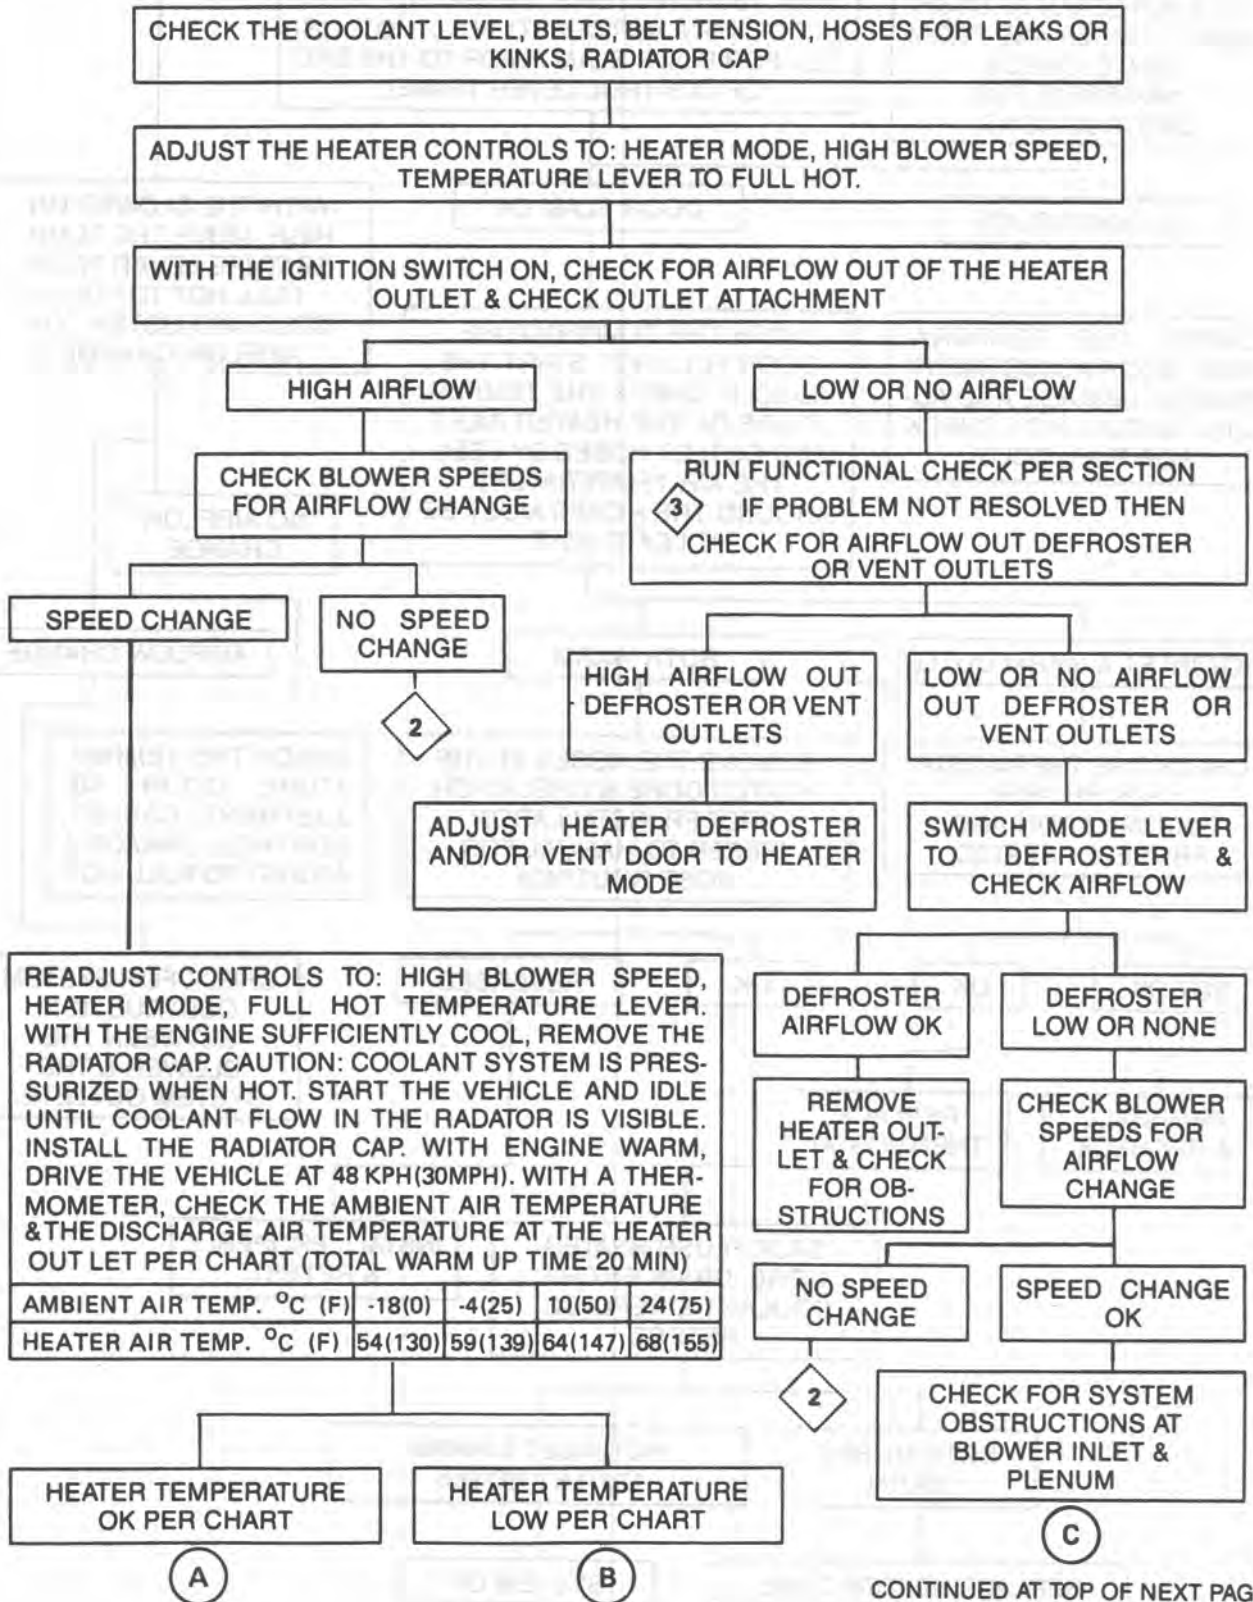 CHECK THE COOLANT LEVEL, BELTS, BELT TENSION, HOSES FOR LEAKS OR
KINKS, RADIATOR CAP
ADJUST THE HEATER CONTROLS TO: HEATER MODE, HIGH BLOWER SPEED,
TEMPERATURE LEVER TO FULL HOT.
WITH THE IGNITION SWITCH ON, CHECK FOR AIRFLOW OUT OF THE HEATER
OUTLET & CHECK OUTLET ATTACHMENT
HIGH AIRFLOW
LOW OR NO AIRFLOW
CHECK BLOWER SPEEDS
FOR AIRFLOW CHANGE
RUN FUNCTIONAL CHECK PER SECTION
3 IF PROBLEM NOT RESOLVED THEN
CHECK FOR AIRFLOW OUT DEFROSTER
OR VENT OUTLETS
SPEED CHANGE
NO SPEED
CHANGE
2
HIGH AIRFLOW OUT
DEFROSTER OR VENT
OUTLETS
LOW OR NO AIRFLOW
OUT DEFROSTER OR
VENT OUTLETS
ADJUST HEATER DEFROSTER
AND/OR VENT DOOR TO HEATER
MODE
SWITCH MODE LEVER
TO DEFROSTER &
CHECK AIRFLOW
READJUST CONTROLS TO: HIGH BLOWER SPEED,
HEATER MODE FULL HOT TEMPERATURE LEVER.
WITH THE ENGINE SUFFICIENTLY COOL, REMOVE THE
RADIATOR CAP. CAUTION: COOLANT SYSTEM IS PRES-
SURIZED WHEN HOT. START THE VEHICLE AND IDLE
UNTIL COOLANT FLOW IN THE RADATOR IS VISIBLE.
INSTALL THE RADIATOR CAP. WITH ENGINE WARM,
DRIVE THE VEHICLE AT 48 KPH (30MPH). WITH A THER-
MOMETER, CHECK THE AMBIENT AIR TEMPERATURE
& THE DISCHARGE AIR TEMPERATURE AT THE HEATER
OUT LET PER CHART (TOTAL WARM UP TIME 20 MIN)
AMBIENT AIR TEMP. °C (F) -18(0) -4(25) 10(50) 24(75)
HEATER AIR TEMP. °C (F) 54(130) 59(139) 64(147) 68(155)
DEFROSTER
AIRFLOW OK
DEFROSTER
LOW OR NONE
REMOVE
HEATER OUT-
LET & CHECK
FOR OB-
STRUCTIONS
CHECK BLOWER
SPEEDS FOR
AIRFLOW
CHANGE
NO SPEED
CHANGE
SPEED CHANGE
OK
2
CHECK FOR SYSTEM
OBSTRUCTIONS AT
BLOWER INLET &
PLENUM
HEATER TEMPERATURE
OK PER CHART
HEATER TEMPERATURE
LOW PER CHART
A
B
C
CONTINUED AT TOP OF NEXT PAG